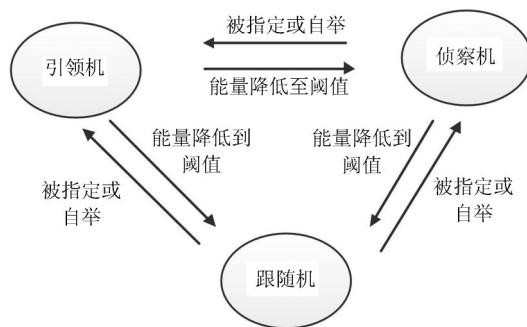 被指定或自举
引领机
侦察机
能量降低至阈值
能量降低到
阈值
能量降低到
阈值
被指定或
自举
被指定或
自举
跟随机